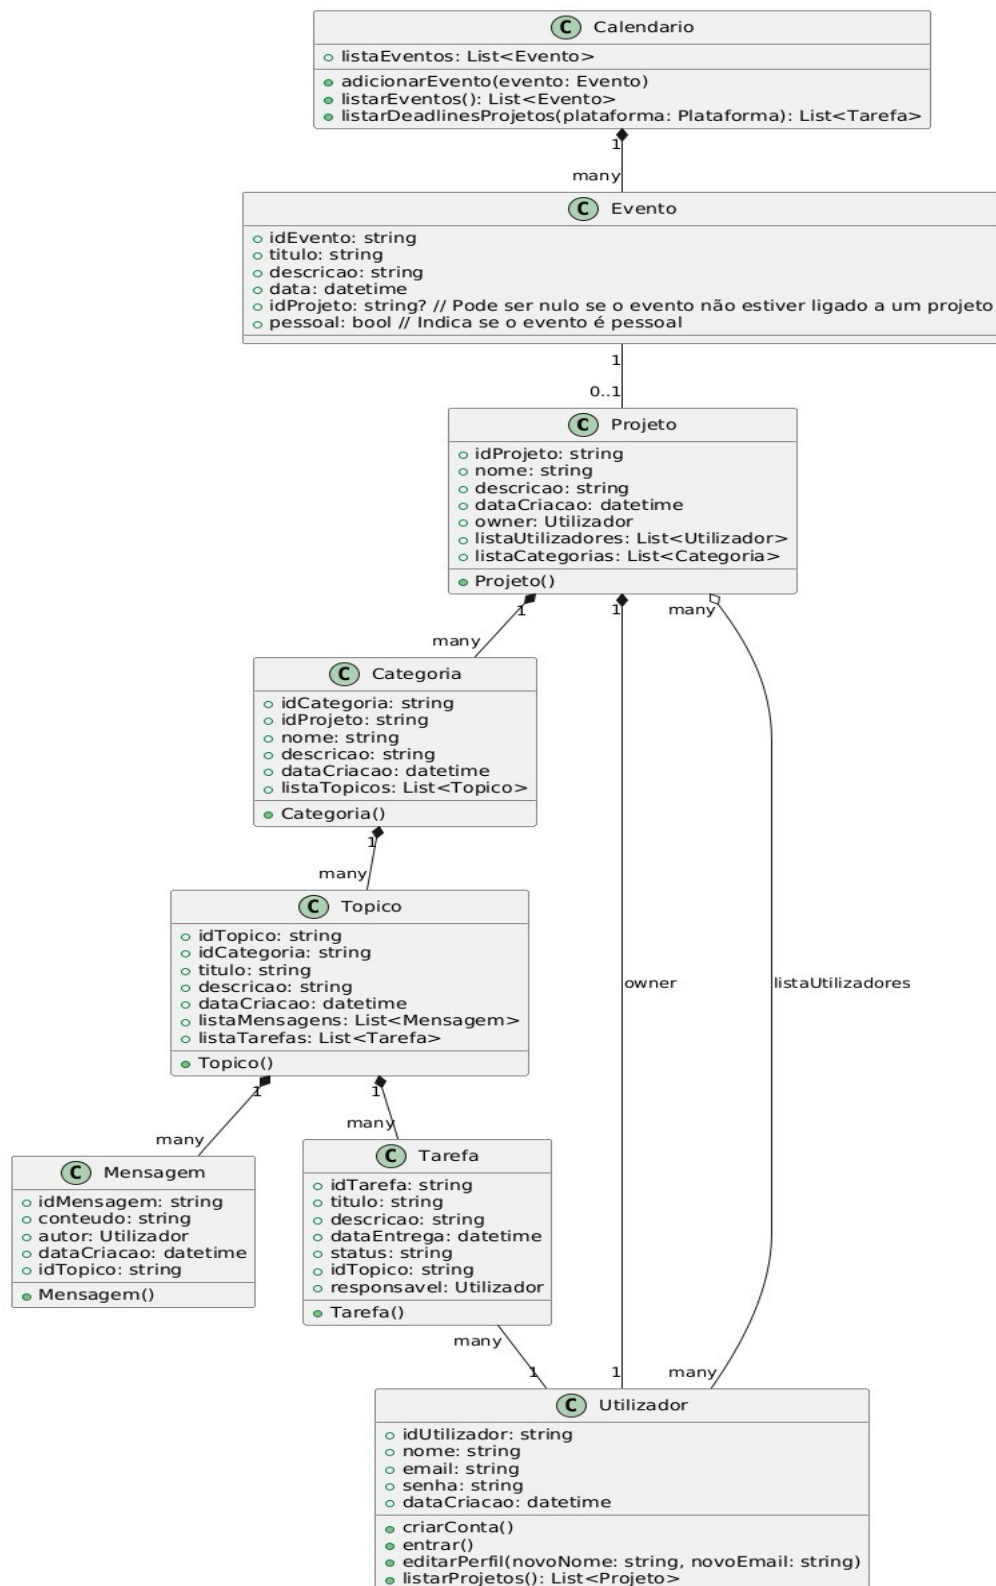 C Calendario
listaEventos: List<Evento>
adicionarEvento(evento: Evento)
listarEventos(): List<Evento>
listarDeadlinesProjetos(plataforma: Plataforma): List<Tarefa>
1
many
C Evento
idEvento: string
titulo: string
descricao: string
data: datetime
idProjeto: string? // Pode ser nulo se o evento não estiver ligado a um projeto
pessoal: bool // Indica se o evento é pessoal
1
0..1
C Projeto
idProjeto: string
nome: string
descricao: string
dataCriacao: datetime
owner: Utilizador
listaUtilizadores: List<Utilizador>
listaCategorias: List<Categoria>
Projeto()
1 1 many
many
C Categoria
idCategoria: string
idProjeto: string
nome: string
descricao: string
dataCriacao: datetime
listaTopicos: List<Topico>
Categoria()
1
many
C Topico
idTopico: string
idCategoria: string
titulo: string
descricao: string
dataCriacao: datetime
listaMensagens: List<Mensagem>
listaTarefas: List<Tarefa>
Topico()
owner listaUtilizadores
1 1
many many
C Mensagem
idMensagem: string
conteudo: string
autor: Utilizador
dataCriacao: datetime
idTopico: string
Mensagem()
C Tarefa
idTarefa: string
titulo: string
descricao: string
dataEntrega: datetime
status: string
idTopico: string
responsavel: Utilizador
Tarefa()
many
1 1 many
C Utilizador
idUtilizador: string
nome: string
email: string
senha: string
dataCriacao: datetime
criarConta()
entrar()
editarPerfil(novoNome: string, novoEmail: string)
listarProjetos(): List<Projeto>